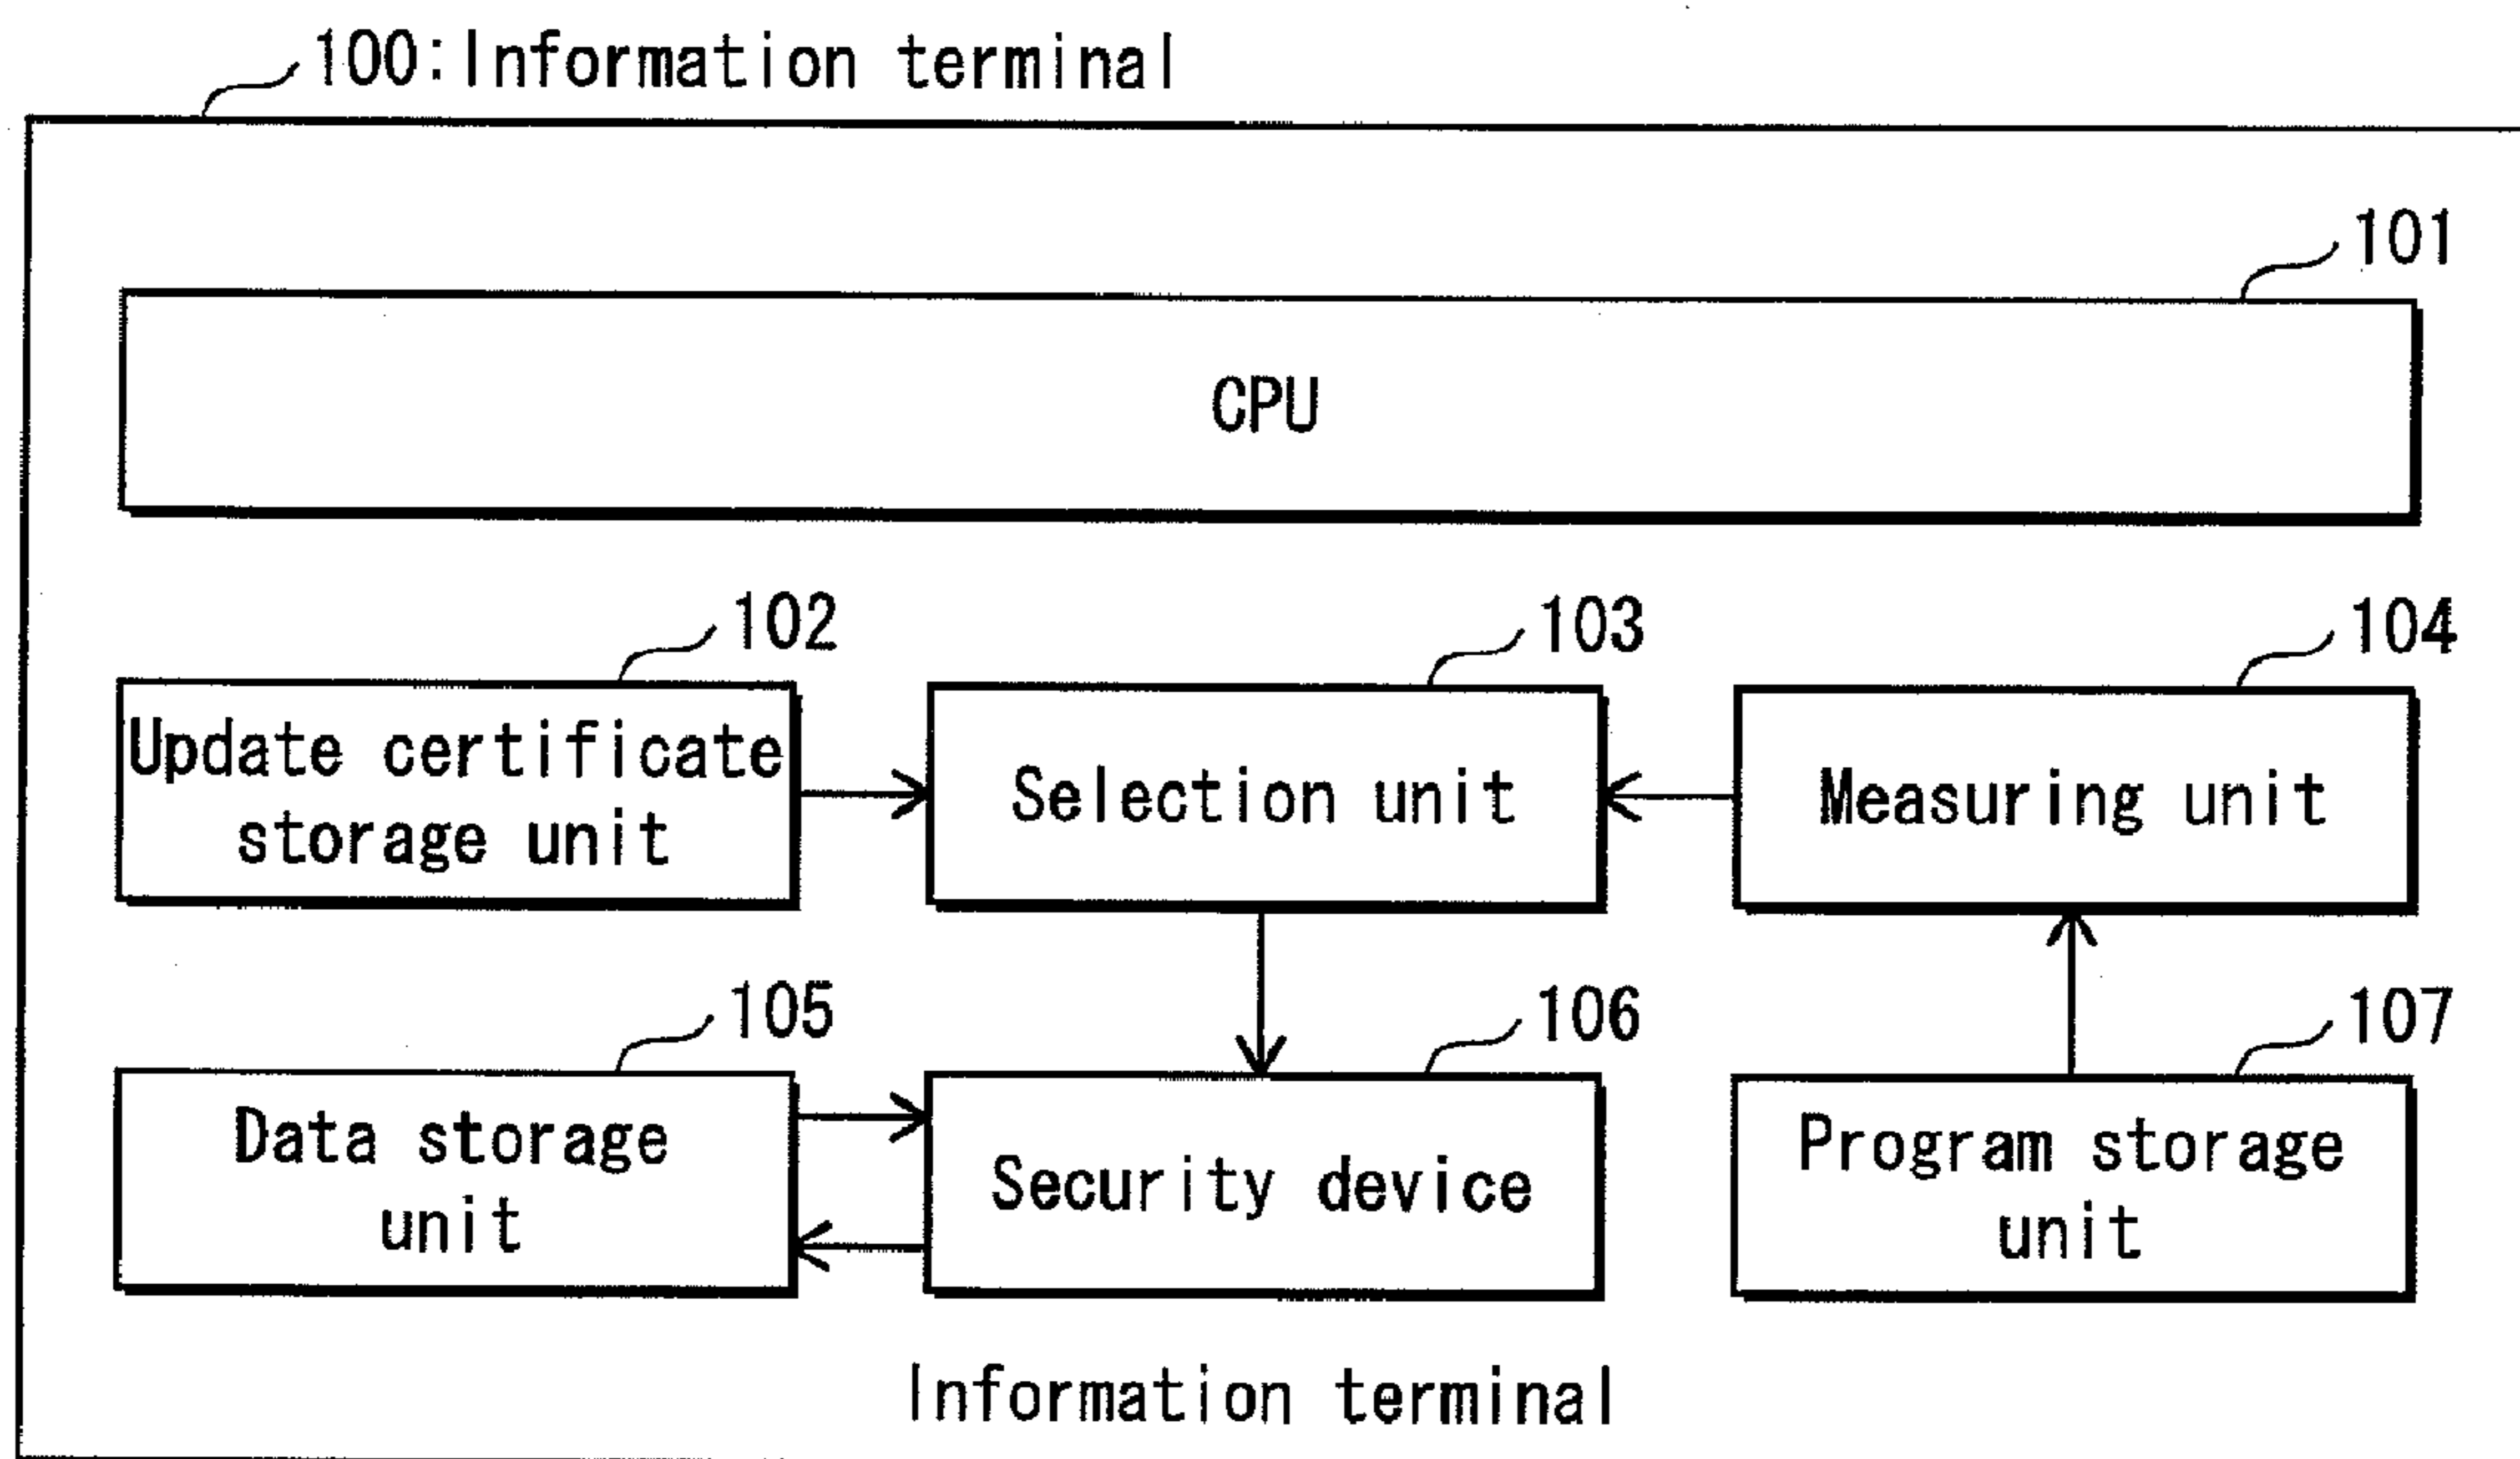 100:Information terminal
101
CPU
102
103
104
Update certificate
storage unit
Selection unit
Measuring unit
105
106
107
Data storage
unit
Security device
Program storage
unit
Information terminal